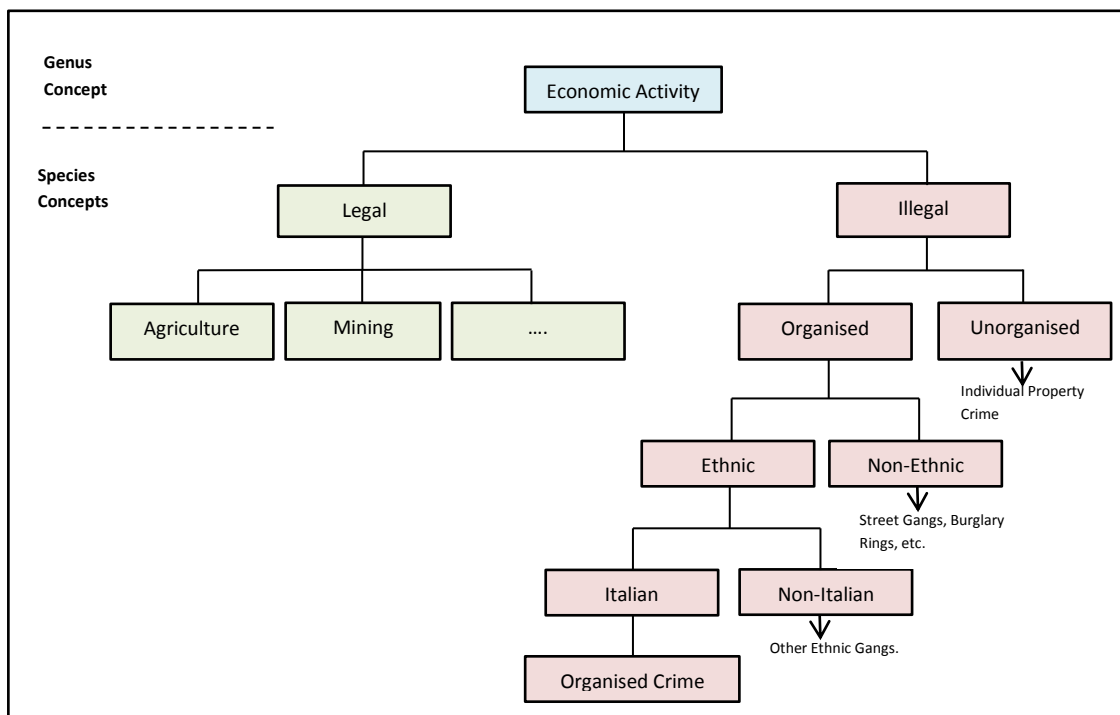 Genus
Concept
Economic Activity
Species
Concepts
Legal
Illegal
Agriculture
Mining
....
Organised
Unorganised
Individual Property
Crime
Ethnic
Non-Ethnic
Street Gangs, Burglary
Rings, etc.
Italian
Non-Italian
Other Ethnic Gangs.
Organised Crime